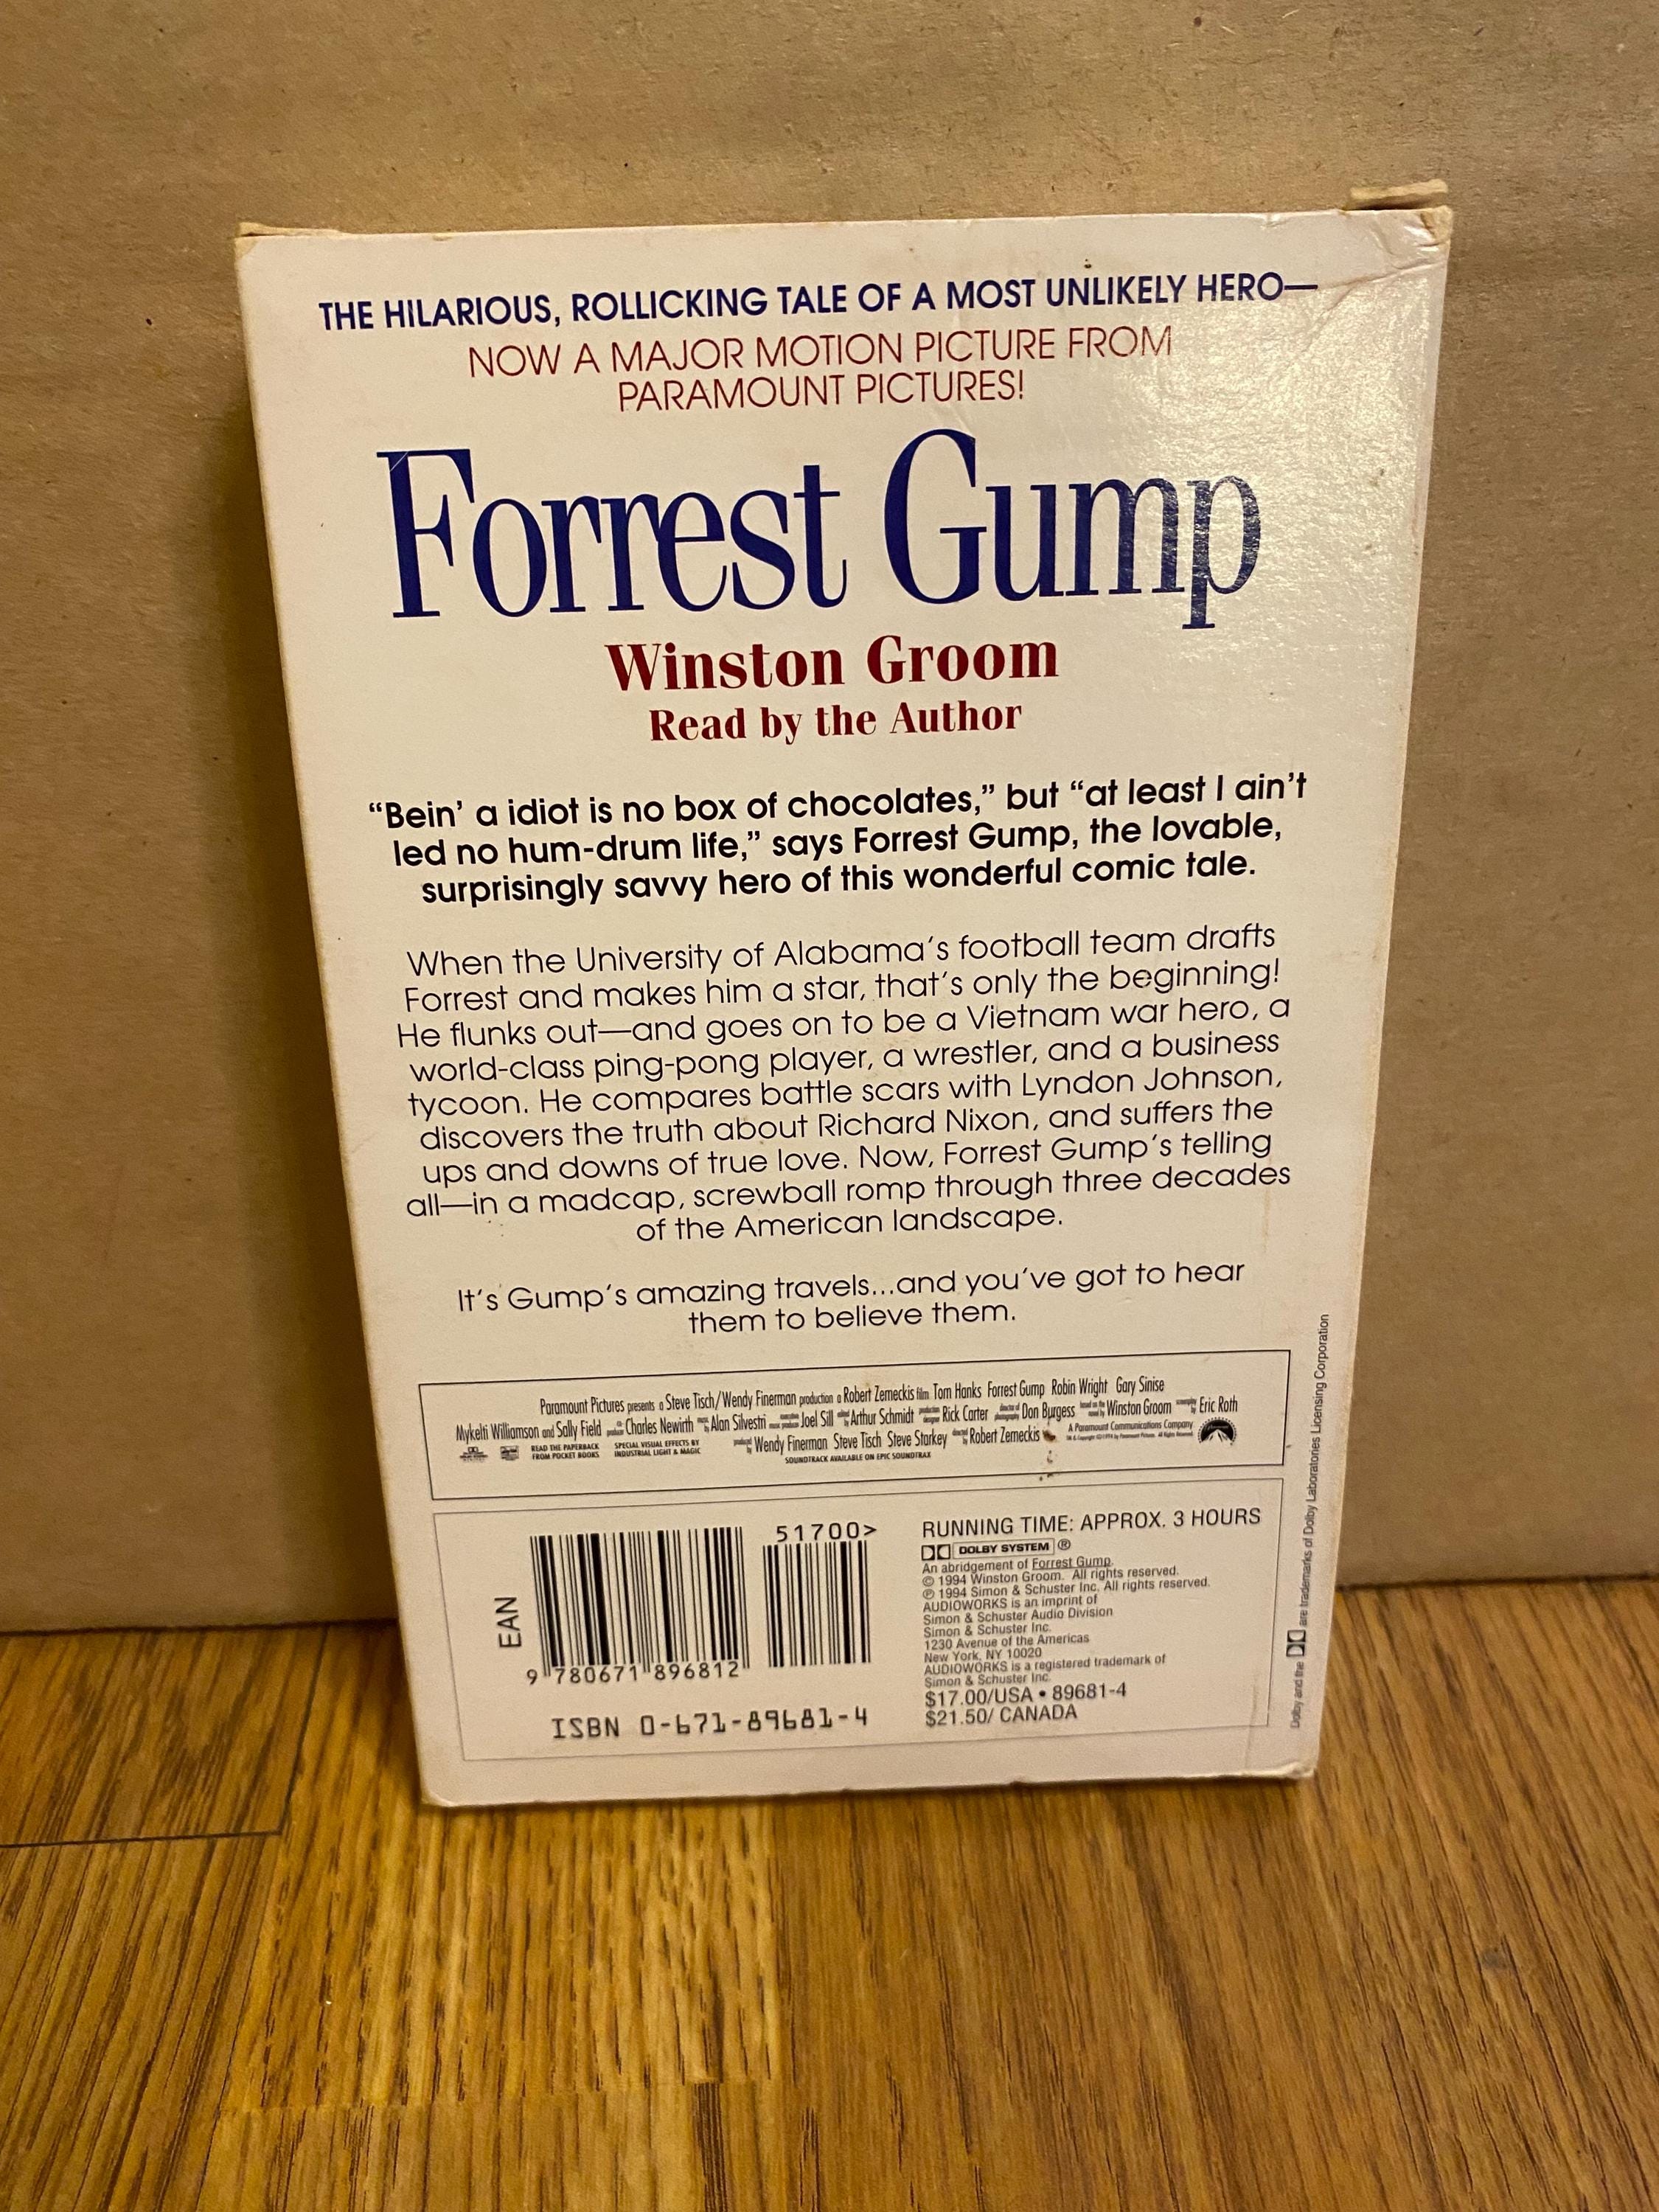 THE HILARIOUS, ROLLICKING TALE OF A MOST UNLIKELY HERO—
NOW A MAJOR MOTION PICTURE FROM
PARAMOUNT PICTURES!
Forrest Gump
Winston Groom
Read by the Author
“Bein’ a idiot is no box of chocolates,” but “at least I ain’t
led no hum-drum life,” says Forrest Gump, the lovable,
surprisingly savvy hero of this wonderful comic tale.
When the University of Alabama’s football team drafts
Forrest and makes him a star, that’s only the beginning!
He flunks out—and goes on to be a Vietnam war hero, a
world-class ping-pong player, a wrestler, and a business
tycoon. He compares battle scars with Lyndon Johnson,
discovers the truth about Richard Nixon, and suffers the
ups and downs of true love. Now, Forrest Gump’s telling
all—in a madcap, screwball romp through three decades
of the American landscape.
It’s Gump’s amazing travels...and you’ve got to hear
them to believe them.
Paramount Pictures presents a Steve Tisch/Wendy Finerman production a Robert Zemeckis film Tom Hanks Forrest Gump Robin Wright Gary Sinise
Mykelti Williamson and Sally Field Charles Newirth Alan Silvestri Joel Sill Arthur Schmidt production designer Rick Carter director of photography Don Burgess based on the novel by Winston Groom Eric Roth
READ THE PAPERBACK FROM POCKET BOOKS SPECIAL VISUAL EFFECTS BY INDUSTRIAL LIGHT & MAGIC produced by Wendy Finerman Steve Tisch Steve Starkey directed by Robert Zemeckis A Paramount Communications Company
SOUNDTRACK AVAILABLE ON EPIC SOUNDTRAX
EAN
51700>
9 780671 896812
ISBN 0-671-89681-4
RUNNING TIME: APPROX. 3 HOURS
DOLBY SYSTEM ®
An abridgement of Forrest Gump.
© 1994 Winston Groom. All rights reserved.
℗ 1994 Simon & Schuster Inc. All rights reserved.
AUDIOWORKS is an imprint of
Simon & Schuster Audio Division
Simon & Schuster Inc.
1230 Avenue of the Americas
New York, NY 10020
AUDIOWORKS is a registered trademark of
Simon & Schuster Inc.
$17.00/USA • 89681-4
$21.50/ CANADA
Dolby and the are trademarks of Dolby Laboratories Licensing Corporation